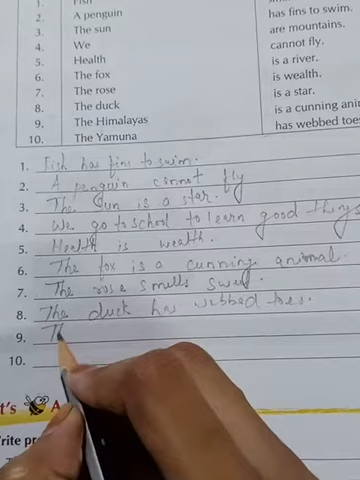 1. Fish
2. A penguin has fins to swim.
3. The sun are mountains.
4. We cannot fly.
5. Health is a river.
6. The fox is wealth.
7. The rose is a star.
8. The duck is a cunning
9. The Himalayas has webbed toes
10. The Yamuna
1. Fish has fins to swim.
2. A penguin cannot fly
3. The Sun is a star.
4. We go to school to learn good things
5. Health is wealth.
6. The fox is a cunning animal.
7. The rose smells sweet
8. The duck has webbed toes.
9. Th
10.